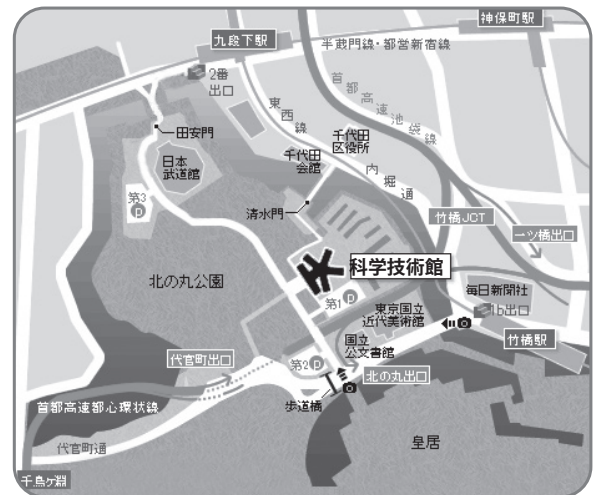 神保町駅
九段下駅
半蔵門線・都営新宿線
2番
出口
首都高速池袋線
東西線
田安門
千代田
区役所
千代田
会館
日本
武道館
内堀通
第3
P
清水門
竹橋JCT
一ツ橋出口
科学技術館
北の丸公園
第1 P
毎日新聞社
東京国立
近代美術館
1b出口
国立
公文書館
竹橋駅
代官町出口
第2 P
北の丸出口
首都高速都心環状線
歩道橋
代官町通
皇居
千鳥ヶ淵